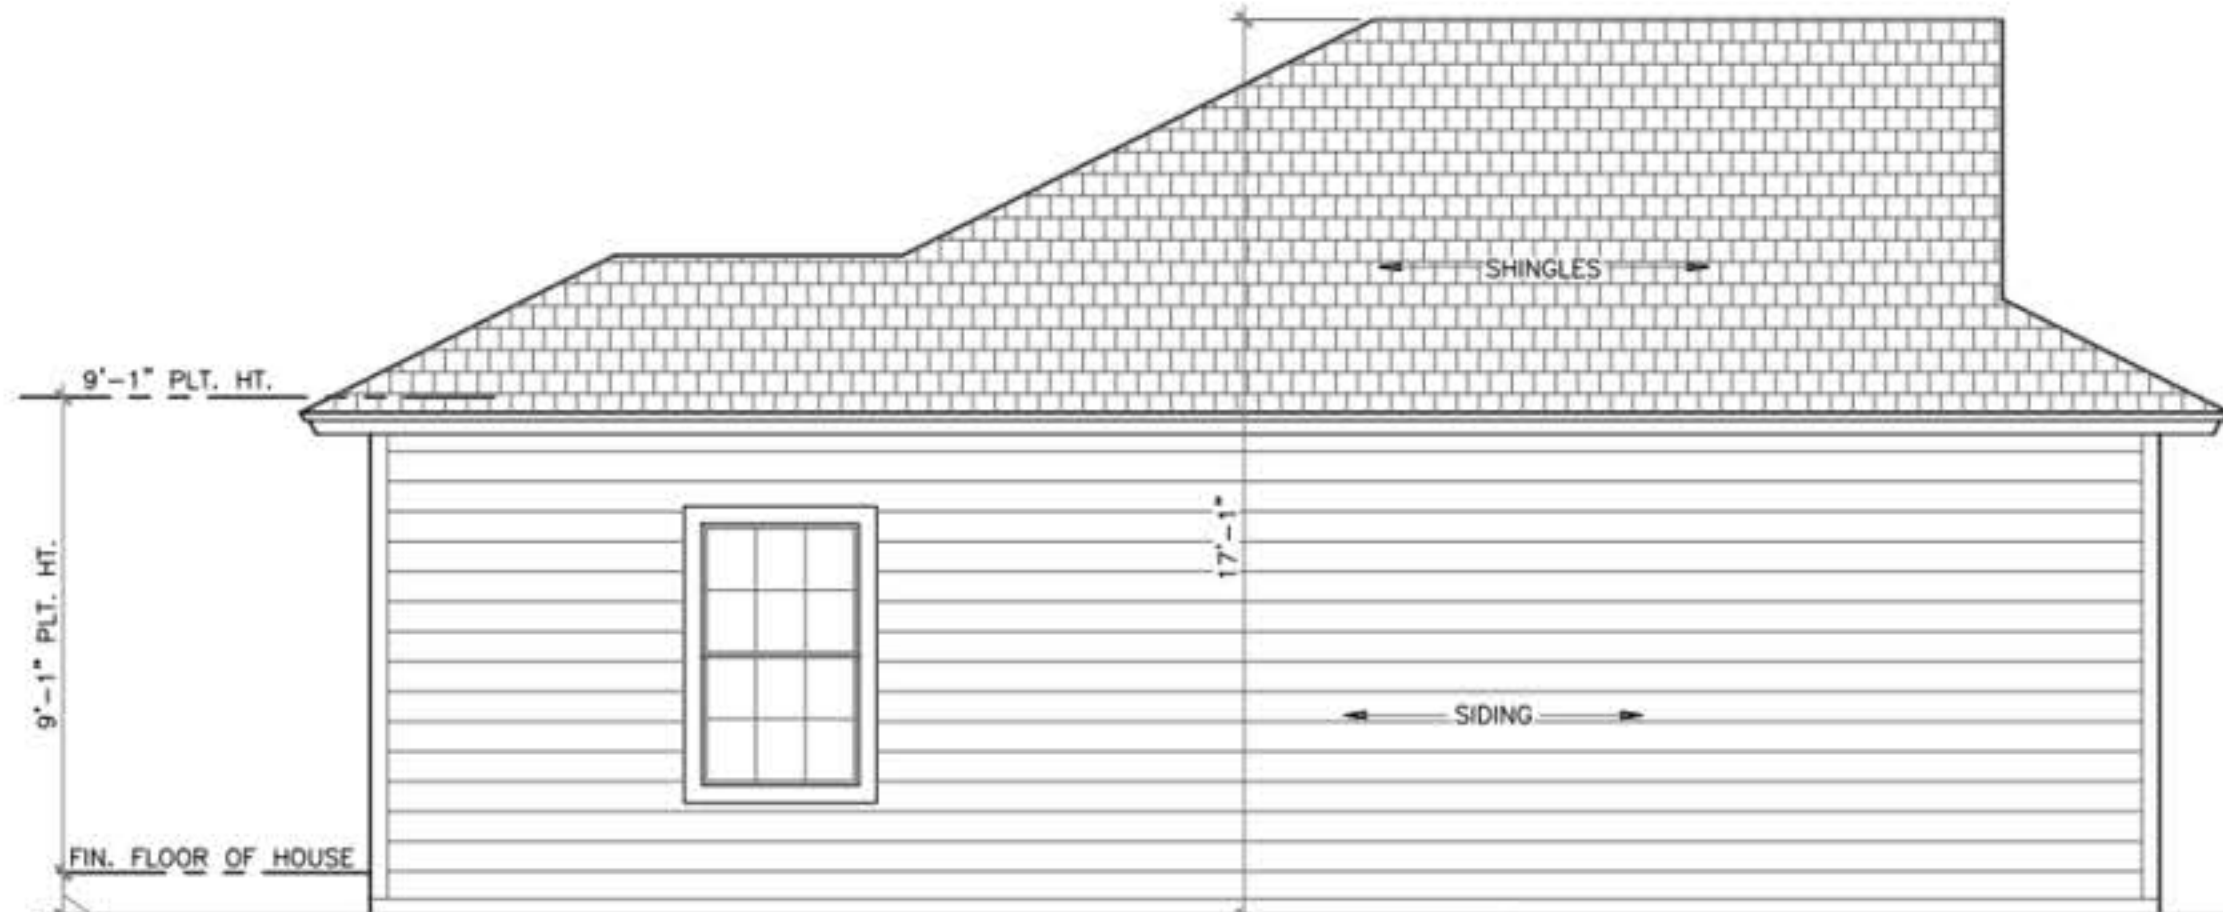 SHINGLES
9'-1" PLT. HT.
17'-1"
9'-1" PLT. HT.
SIDING
FIN. FLOOR OF HOUSE